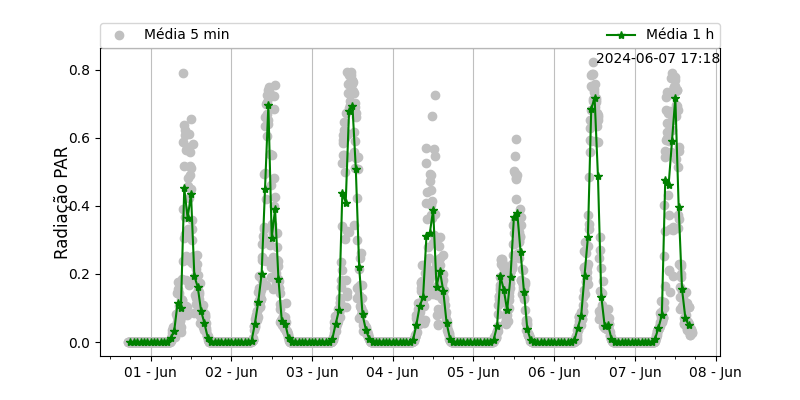 Média 5 min
Média 1 h
2024-06-07 17:18
Radiação PAR
0.8
0.6
0.4
0.2
0.0
01 - Jun
02 - Jun
03 - Jun
04 - Jun
05 - Jun
06 - Jun
07 - Jun
08 - Jun